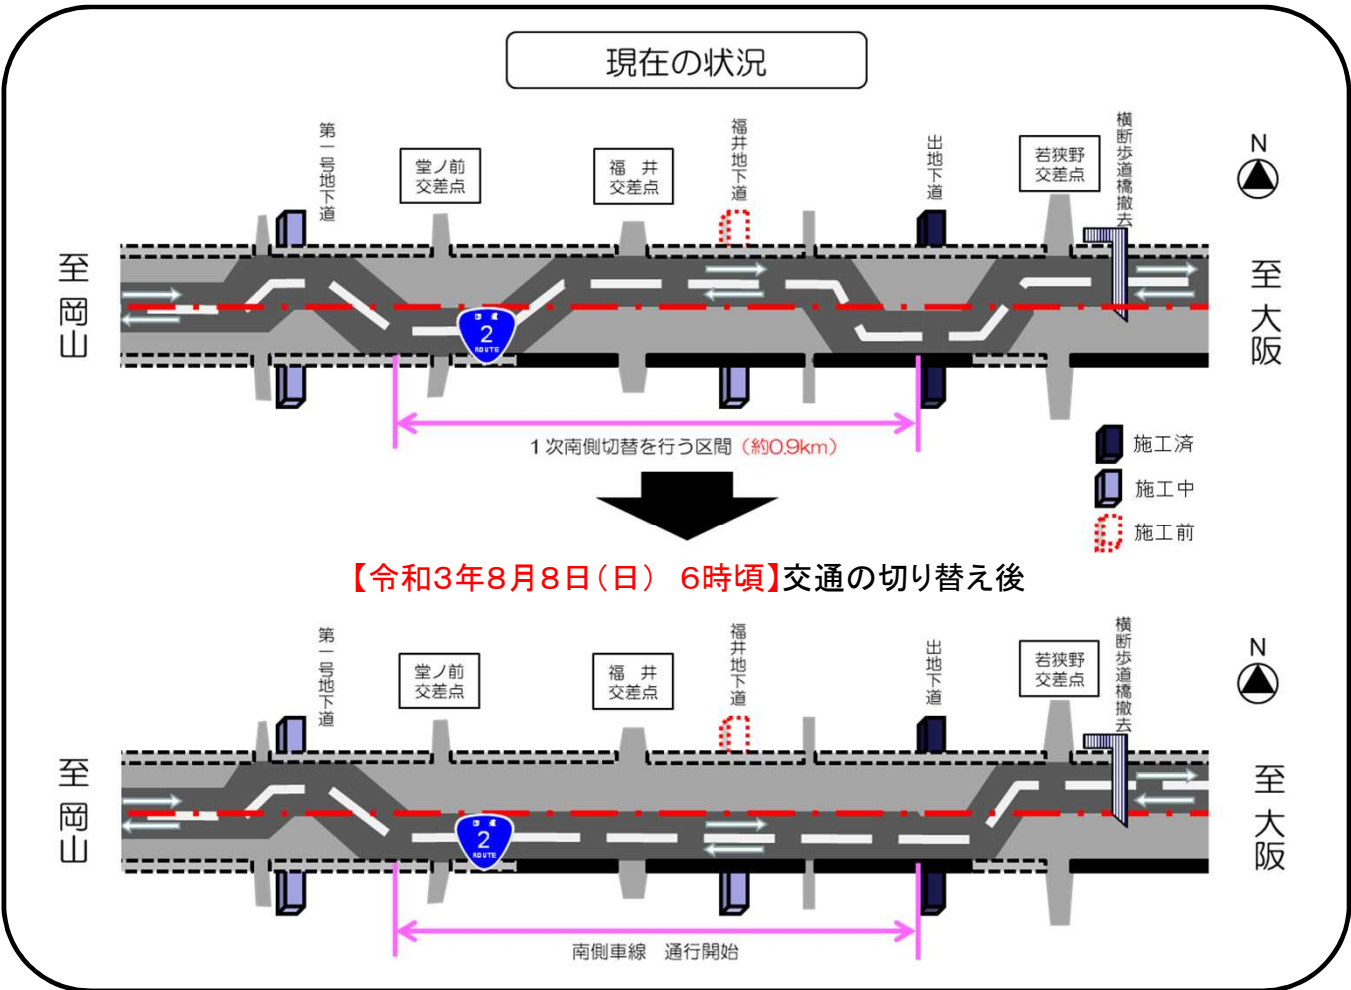 現在の状況
第一号地下道
堂ノ前
交差点
福 井
交差点
福井地下道
出地下道
若狭野
交差点
横断歩道橋撤去
N
至 岡山
至 大阪
国道
2
ROUTE
1次南側切替を行う区間（約0.9km）
施工済
施工中
施工前
【令和3年8月8日（日） 6時頃】交通の切り替え後
第一号地下道
堂ノ前
交差点
福 井
交差点
福井地下道
出地下道
若狭野
交差点
横断歩道橋撤去
N
至 岡山
至 大阪
国道
2
ROUTE
南側車線 通行開始